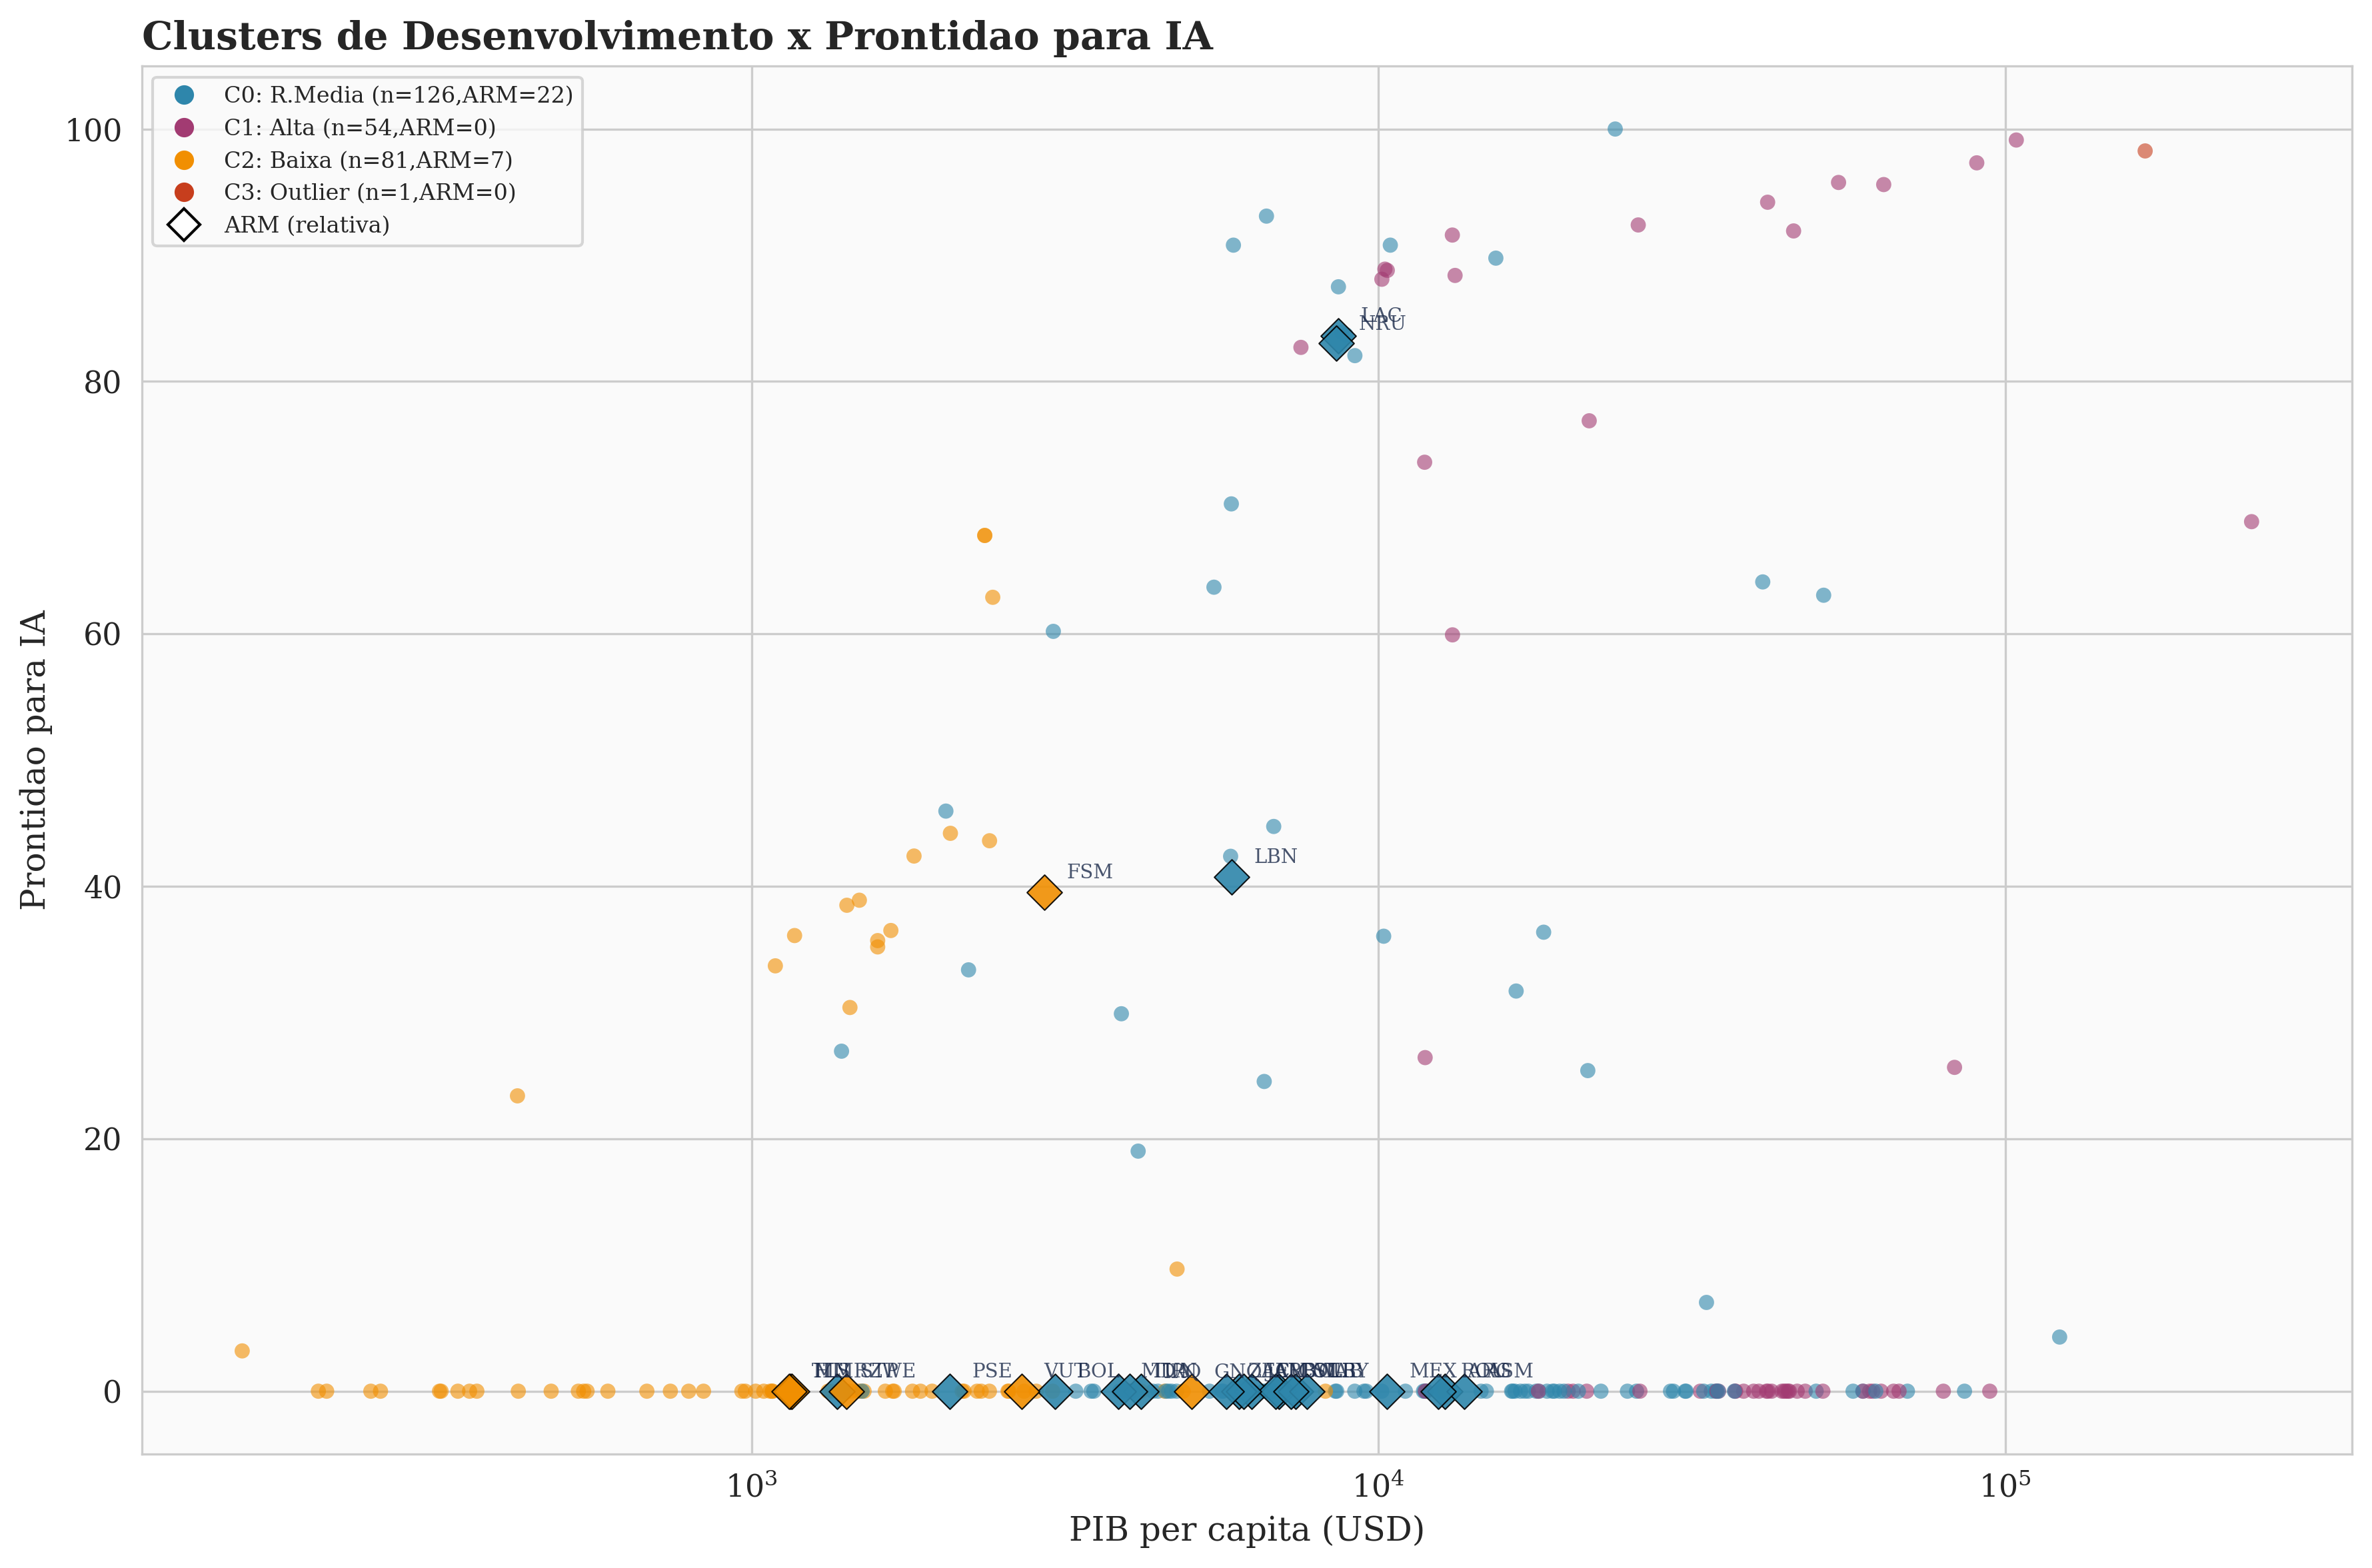 Clusters de Desenvolvimento x Prontidao para IA
C0: R.Media (n=126,ARM=22)
C1: Alta (n=54,ARM=0)
C2: Baixa (n=81,ARM=7)
C3: Outlier (n=1,ARM=0)
ARM (relativa)
Prontidao para IA
100
80
60
40
20
0
LAC
NRU
LBN
FSM
PSE
VUT
BOL
MEX
ASM
10³
10⁴
10⁵
PIB per capita (USD)